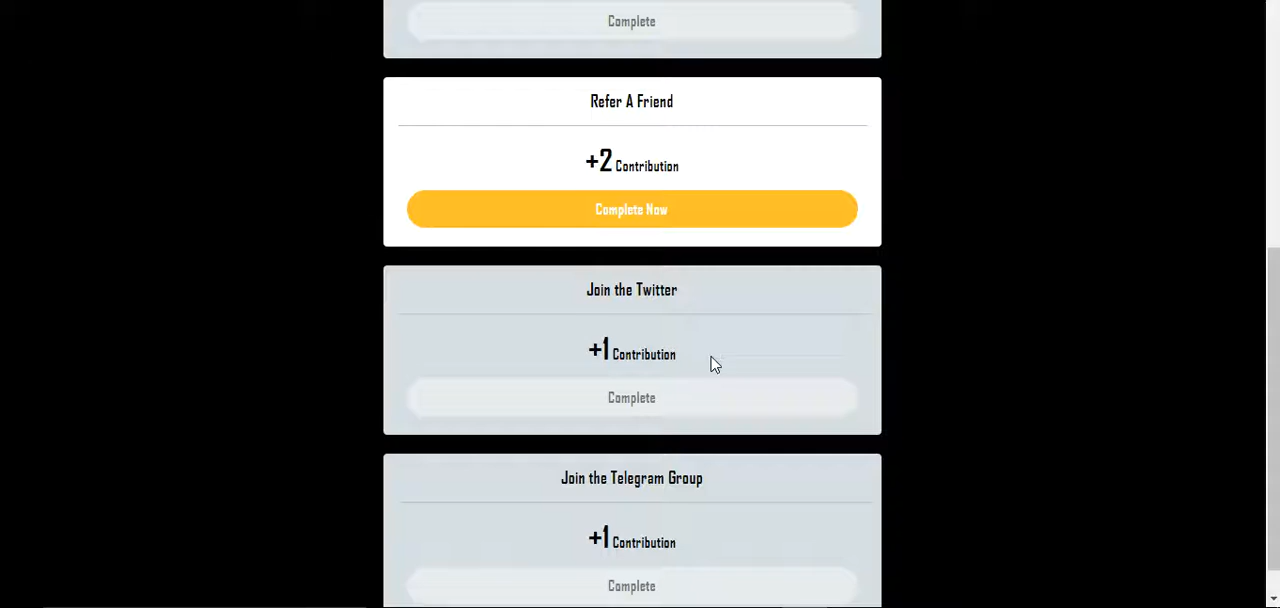 Complete
Refer A Friend
+2 Contribution
Complete Now
Join the Twitter
+1 Contribution
Complete
Join the Telegram Group
+1 Contribution
Complete